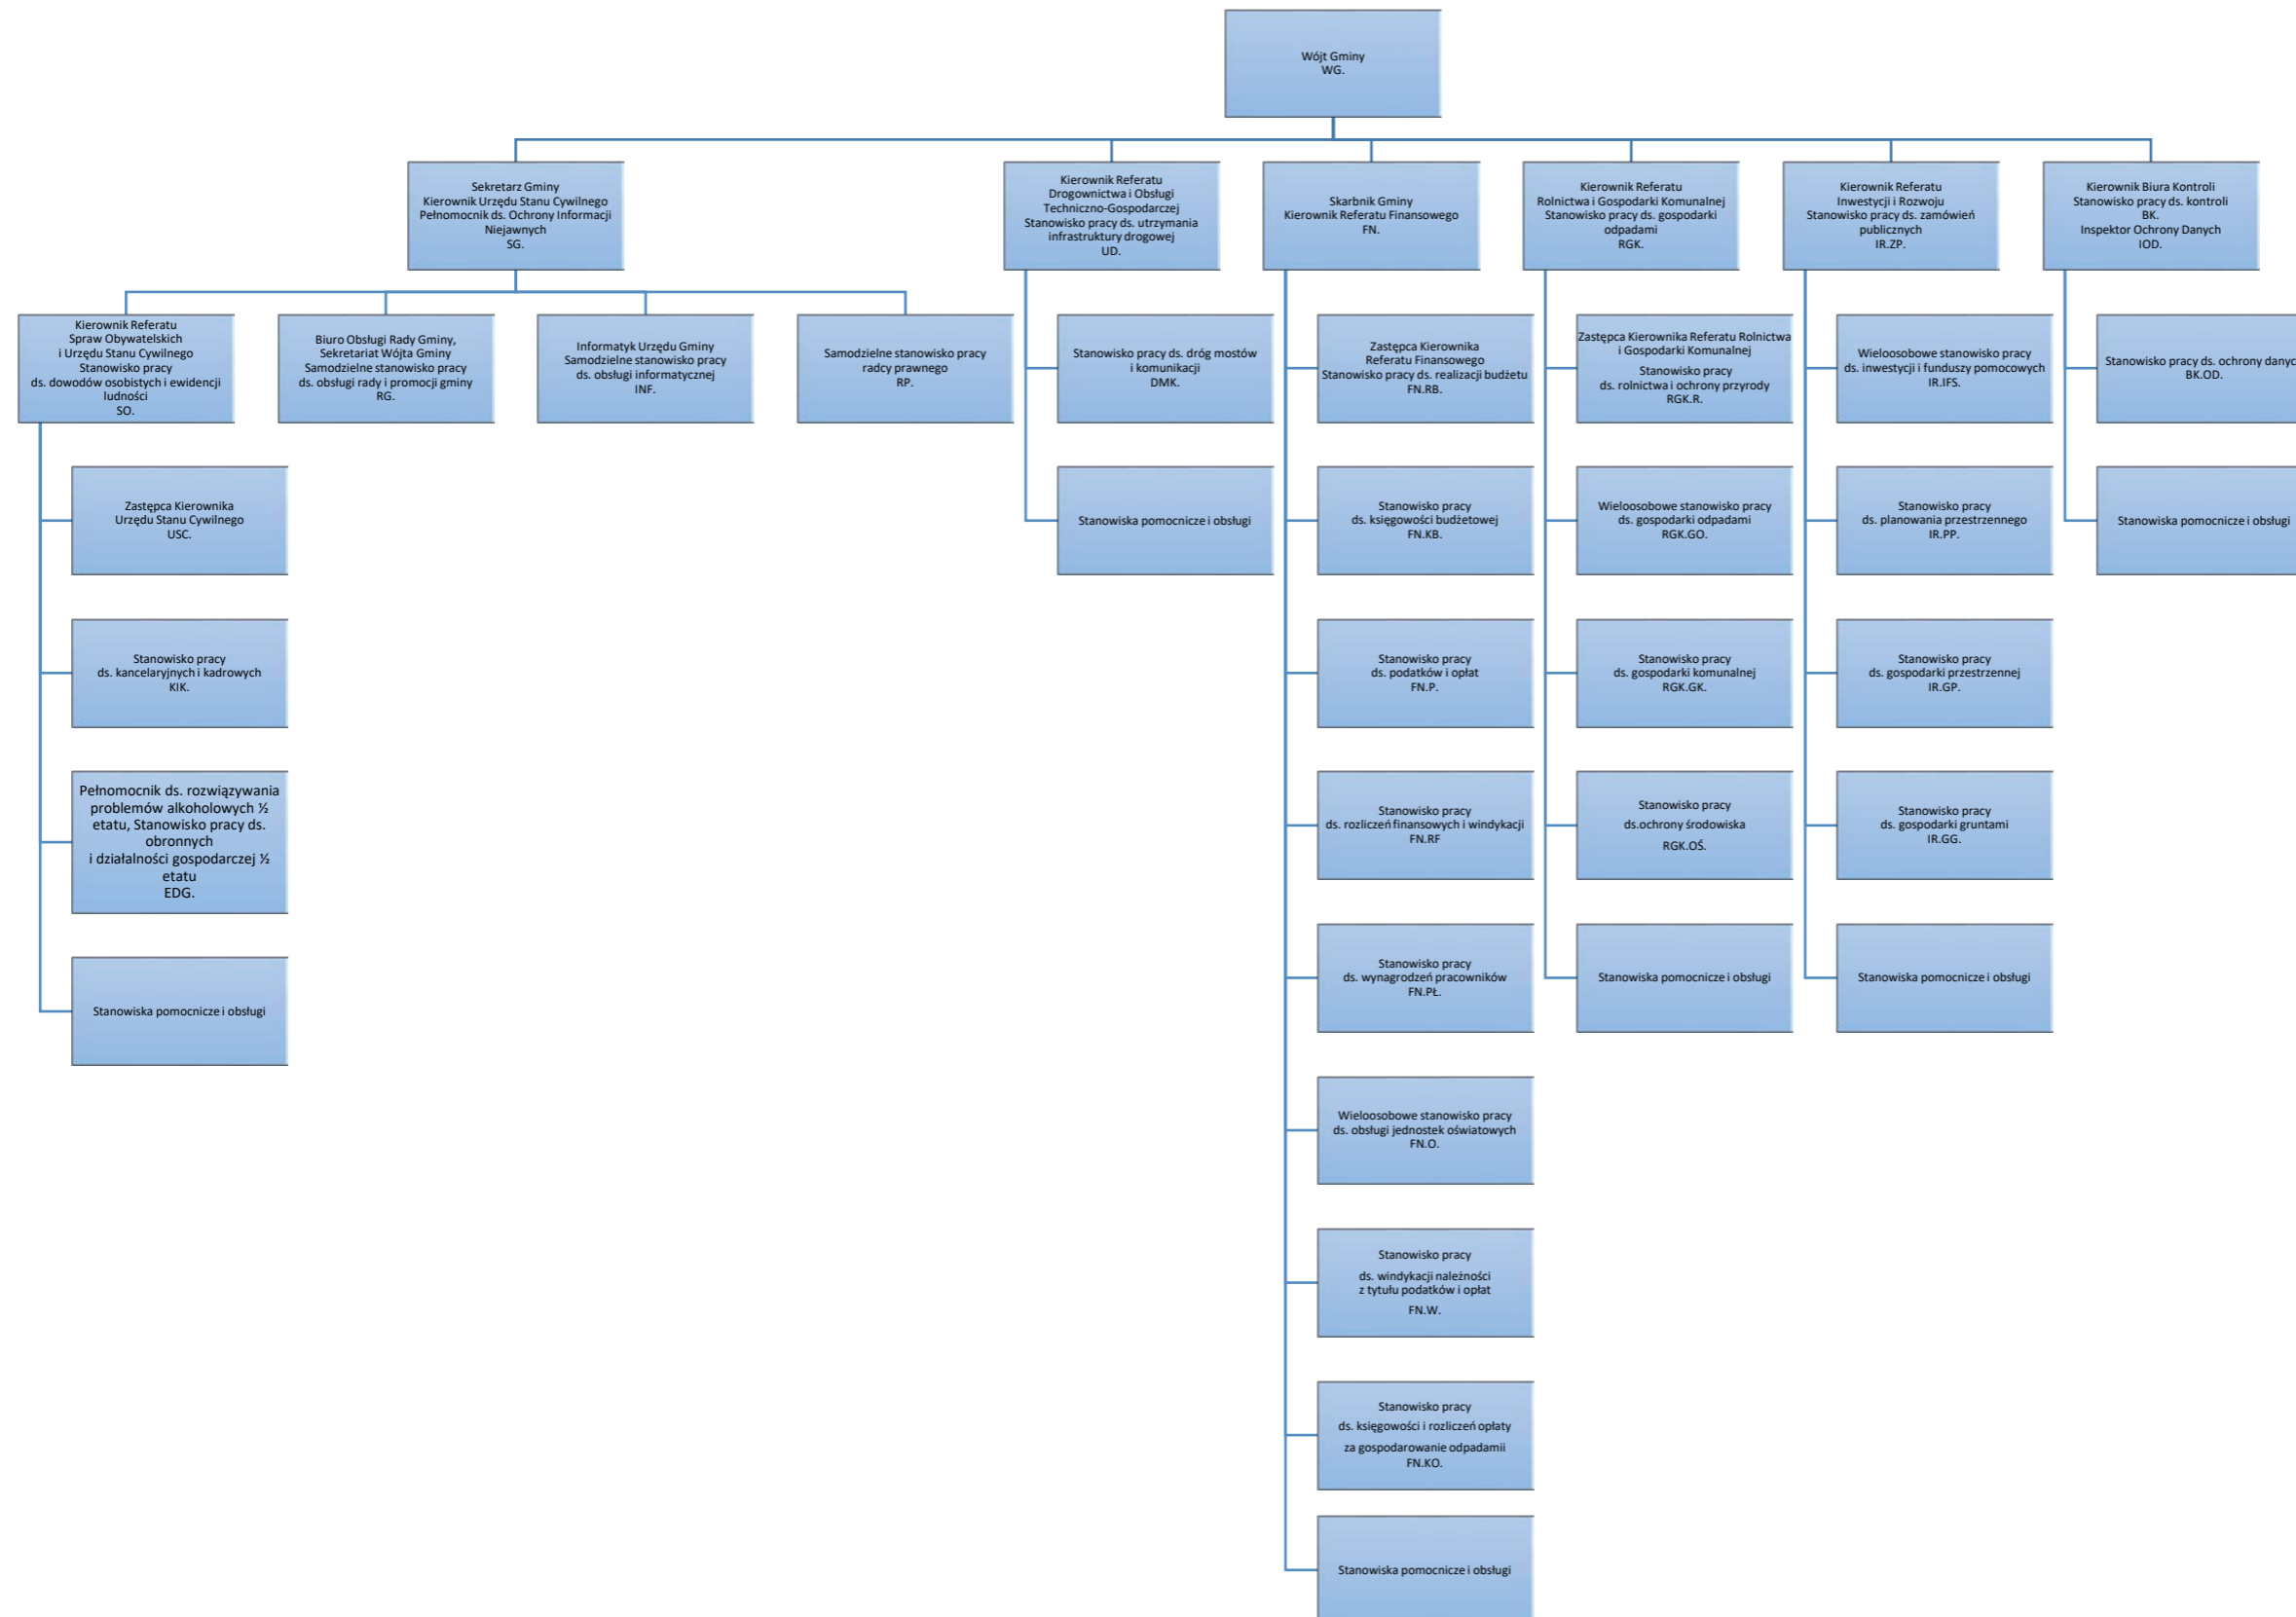 Wójt Gminy
WG.
Sekretarz Gminy
Kierownik Urzędu Stanu Cywilnego
Pełnomocnik ds. Ochrony Informacji
Niejawnych
SG.
Kierownik Referatu
Drogownictwa i Obsługi
Techniczno-Gospodarczej
Stanowisko pracy ds. utrzymania
infrastruktury drogowej
UD.
Skarbnik Gminy
Kierownik Referatu Finansowego
FN.
Kierownik Referatu
Rolnictwa i Gospodarki Komunalnej
Stanowisko pracy ds. gospodarki
odpadami
RGK.
Kierownik Referatu
Inwestycji i Rozwoju
Stanowisko pracy ds. zamówień
publicznych
IR.ZP.
Kierownik Biura Kontroli
Stanowisko pracy ds. kontroli
BK.
Inspektor Ochrony Danych
IOD.
Kierownik Referatu
Spraw Obywatelskich
i Urzędu Stanu Cywilnego
Stanowisko pracy
ds. dowodów osobistych i ewidencji
ludności
SO.
Biuro Obsługi Rady Gminy,
Sekretariat Wójta Gminy
Samodzielne stanowisko pracy
ds. obsługi rady i promocji gminy
RG.
Informatyk Urzędu Gminy
Samodzielne stanowisko pracy
ds. obsługi informatycznej
INF.
Samodzielne stanowisko pracy
radcy prawnego
RP.
Stanowisko pracy ds. dróg mostów
i komunikacji
DMK.
Zastępca Kierownika
Referatu Finansowego
Stanowisko pracy ds. realizacji budżetu
FN.RB.
Zastępca Kierownika Referatu Rolnictwa
i Gospodarki Komunalnej
Stanowisko pracy
ds. rolnictwa i ochrony przyrody
RGK.R.
Wieloosobowe stanowisko pracy
ds. inwestycji i funduszy pomocowych
IR.IFS.
Stanowisko pracy ds. ochrony danyc
BK.OD.
Zastępca Kierownika
Urzędu Stanu Cywilnego
USC.
Stanowiska pomocnicze i obsługi
Stanowisko pracy
ds. księgowości budżetowej
FN.KB.
Wieloosobowe stanowisko pracy
ds. gospodarki odpadami
RGK.GO.
Stanowisko pracy
ds. planowania przestrzennego
IR.PP.
Stanowiska pomocnicze i obsługi
Stanowisko pracy
ds. kancelaryjnych i kadrowych
KIK.
Stanowisko pracy
ds. podatków i opłat
FN.P.
Stanowisko pracy
ds. gospodarki komunalnej
RGK.GK.
Stanowisko pracy
ds. gospodarki przestrzennej
IR.GP.
Pełnomocnik ds. rozwiązywania
problemów alkoholowych ½
etatu, Stanowisko pracy ds.
obronnych
i działalności gospodarczej ½
etatu
EDG.
Stanowisko pracy
ds. rozliczeń finansowych i windykacji
FN.RF
Stanowisko pracy
ds.ochrony środowiska
RGK.OŚ.
Stanowisko pracy
ds. gospodarki gruntami
IR.GG.
Stanowiska pomocnicze i obsługi
Stanowisko pracy
ds. wynagrodzeń pracowników
FN.PŁ.
Stanowiska pomocnicze i obsługi
Stanowiska pomocnicze i obsługi
Wieloosobowe stanowisko pracy
ds. obsługi jednostek oświatowych
FN.O.
Stanowisko pracy
ds. windykacji należności
z tytułu podatków i opłat
FN.W.
Stanowisko pracy
ds. księgowości i rozliczeń opłaty
za gospodarowanie odpadamii
FN.KO.
Stanowiska pomocnicze i obsługi